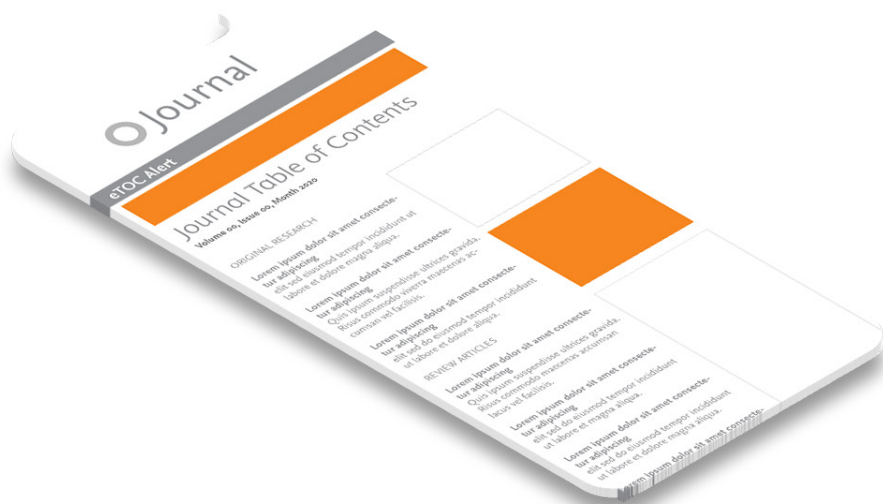 Journal
eTOC Alert
Journal Table of Contents
Volume 00, Issue 00, Month 2020
ORIGINAL RESEARCH
Lorem ipsum dolor sit amet consecte-
tur adipiscing
elit sed eiusmod tempor incididunt ut
labore et dolore magna aliqua.
Lorem ipsum dolor sit amet consecte-
tur adipiscing
Quis ipsum suspendisse ultrices gravida.
Risus commodo viverra maecenas ac-
cumsan vel facilisis.
Lorem ipsum dolor sit amet consecte-
tur adipiscing
elit sed do eiusmod tempor incididunt
ut labore et dolore aliqua.
REVIEW ARTICLES
Lorem ipsum dolor sit amet consecte-
tur adipiscing
Quis ipsum suspendisse ultrices gravida.
Risus commodo maecenas accumsan
lacus vel facilisis.
Lorem ipsum dolor sit amet consecte-
tur adipiscing
elit sed do eiusmod tempor incididunt
ut labore et magna aliqua.
Lorem ipsum dolor sit amet consecte-
tur adipiscing
elit sed do eiusmod tempor incididunt
ut labore et dolore magna aliqua.
Lorem ipsum dolor sit amet consecte-